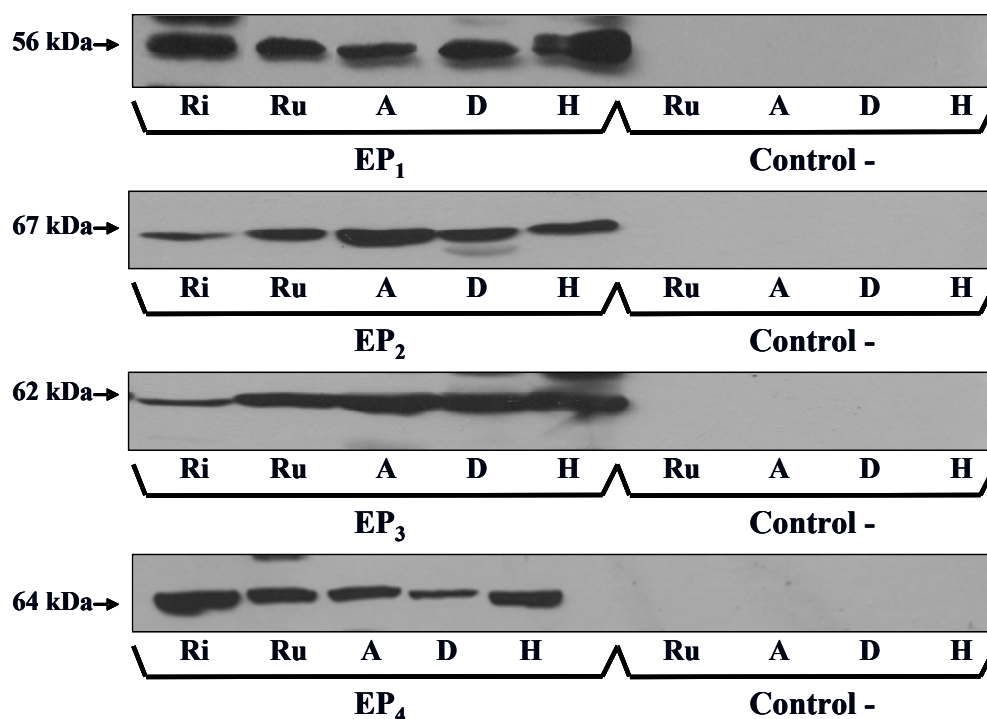 56 kDa→
Ri Ru A D H Ru A D H
EP₁ Control -
67 kDa→
Ri Ru A D H Ru A D H
EP₂ Control -
62 kDa→
Ri Ru A D H Ru A D H
EP₃ Control -
64 kDa→
Ri Ru A D H Ru A D H
EP₄ Control -